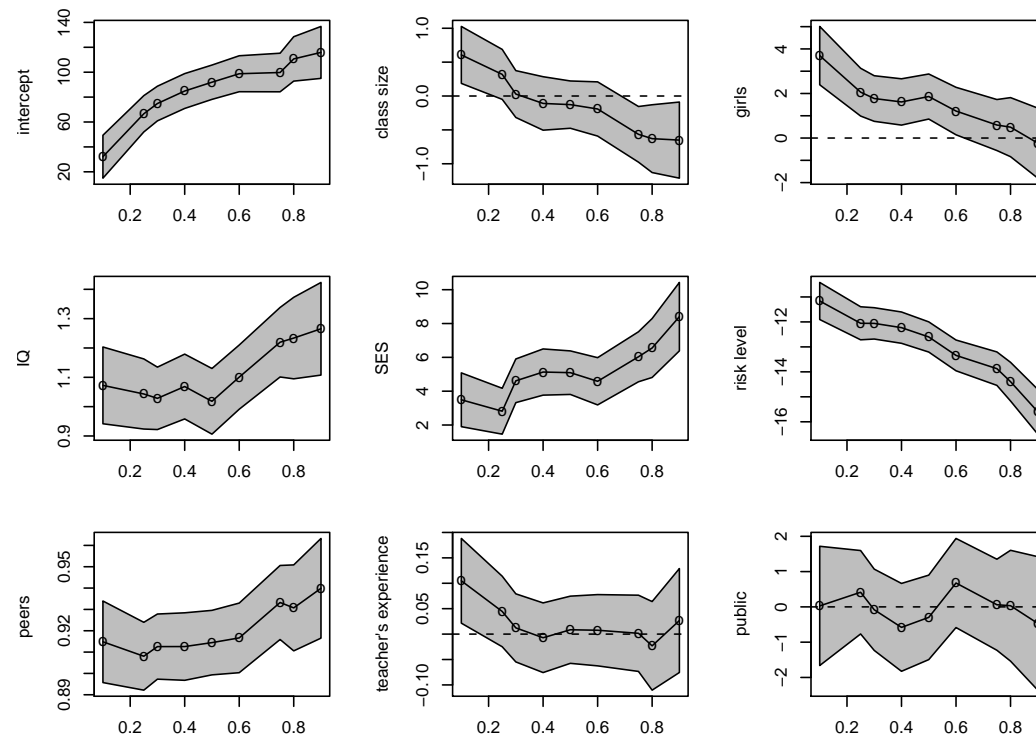 intercept
20
60
100
140
0.2 0.4 0.6 0.8
class size
−1.0
0.0
1.0
0.2 0.4 0.6 0.8
girls
−2
0
2
4
0.2 0.4 0.6 0.8
IQ
0.9
1.1
1.3
0.2 0.4 0.6 0.8
SES
2
4
6
8
10
0.2 0.4 0.6 0.8
risk level
−16
−14
−12
0.2 0.4 0.6 0.8
peers
0.89
0.92
0.95
0.2 0.4 0.6 0.8
teacher's experience
−0.10
0.05
0.15
0.2 0.4 0.6 0.8
public
−2
−1
0
1
2
0.2 0.4 0.6 0.8